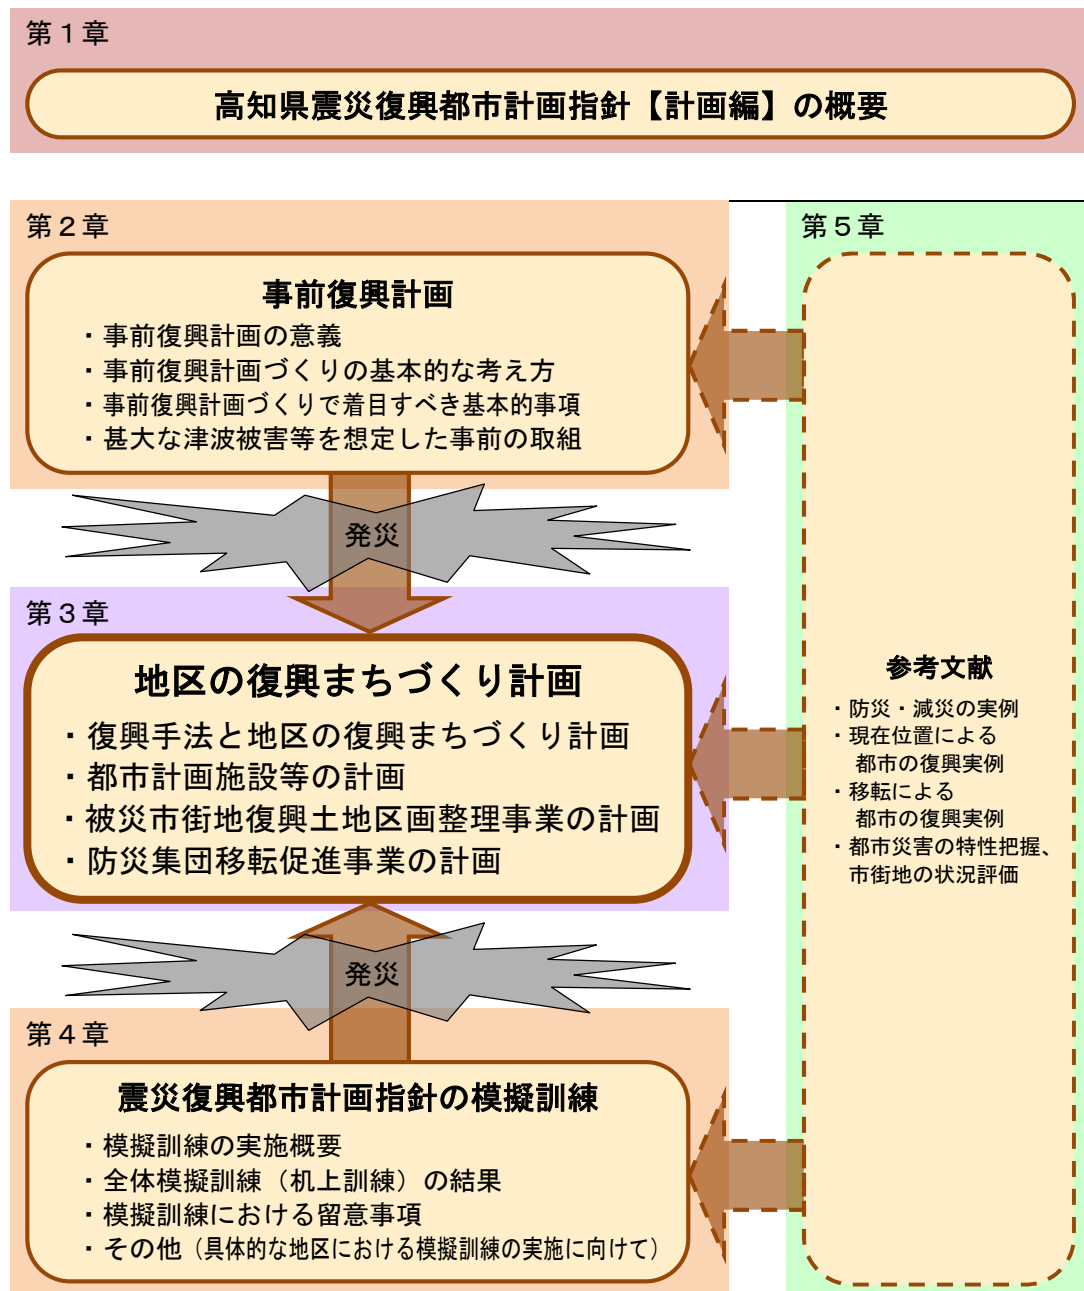 第１章
高知県震災復興都市計画指針【計画編】の概要
第２章
事前復興計画
・事前復興計画の意義
・事前復興計画づくりの基本的な考え方
・事前復興計画づくりで着目すべき基本的事項
・甚大な津波被害等を想定した事前の取組
発災
第３章
地区の復興まちづくり計画
・復興手法と地区の復興まちづくり計画
・都市計画施設等の計画
・被災市街地復興土地区画整理事業の計画
・防災集団移転促進事業の計画
発災
第４章
震災復興都市計画指針の模擬訓練
・模擬訓練の実施概要
・全体模擬訓練（机上訓練）の結果
・模擬訓練における留意事項
・その他（具体的な地区における模擬訓練の実施に向けて）
第５章
参考文献
・防災・減災の実例
・現在位置による
都市の復興実例
・移転による
都市の復興実例
・都市災害の特性把握、
市街地の状況評価